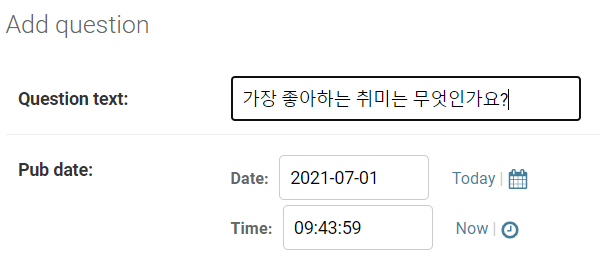 Add question
Question text: 가장 좋아하는 취미는 무엇인가요?
Pub date: Date: 2021-07-01 Today |
Time: 09:43:59 Now |